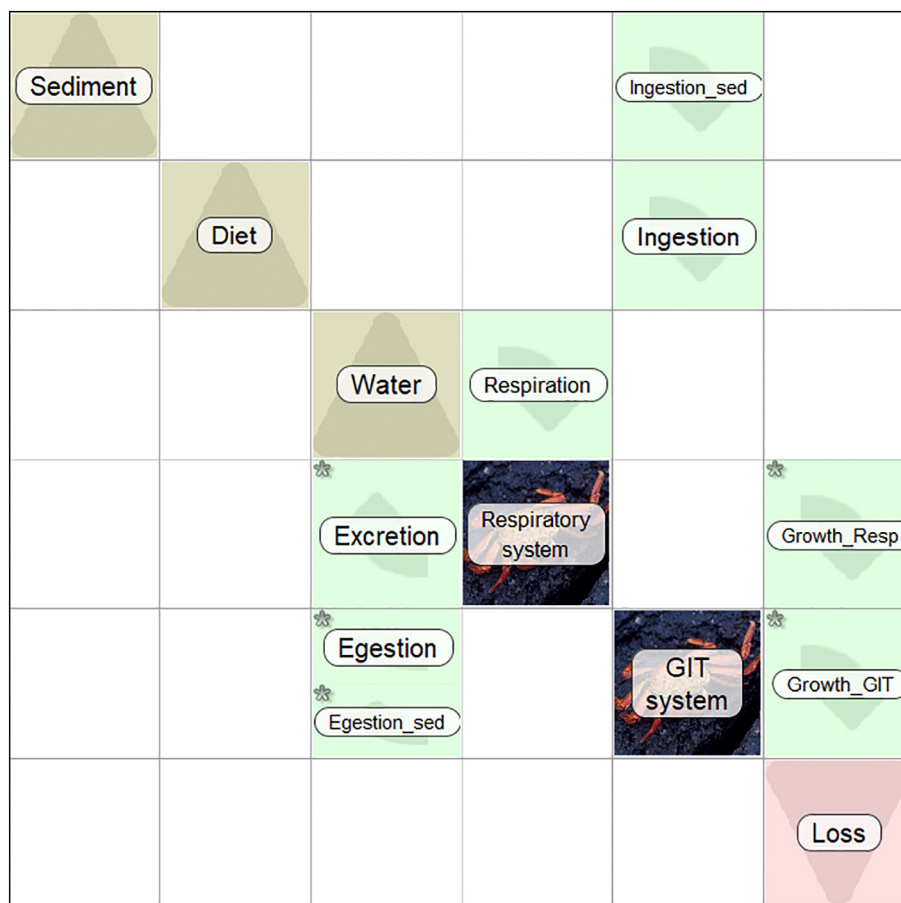 Sediment
Ingestion_sed
Diet
Ingestion
Water
Respiration
*
*
Excretion
Respiratory
system
Growth_Resp
*
*
Egestion
GIT
system
Growth_GIT
*
Egestion_sed
Loss